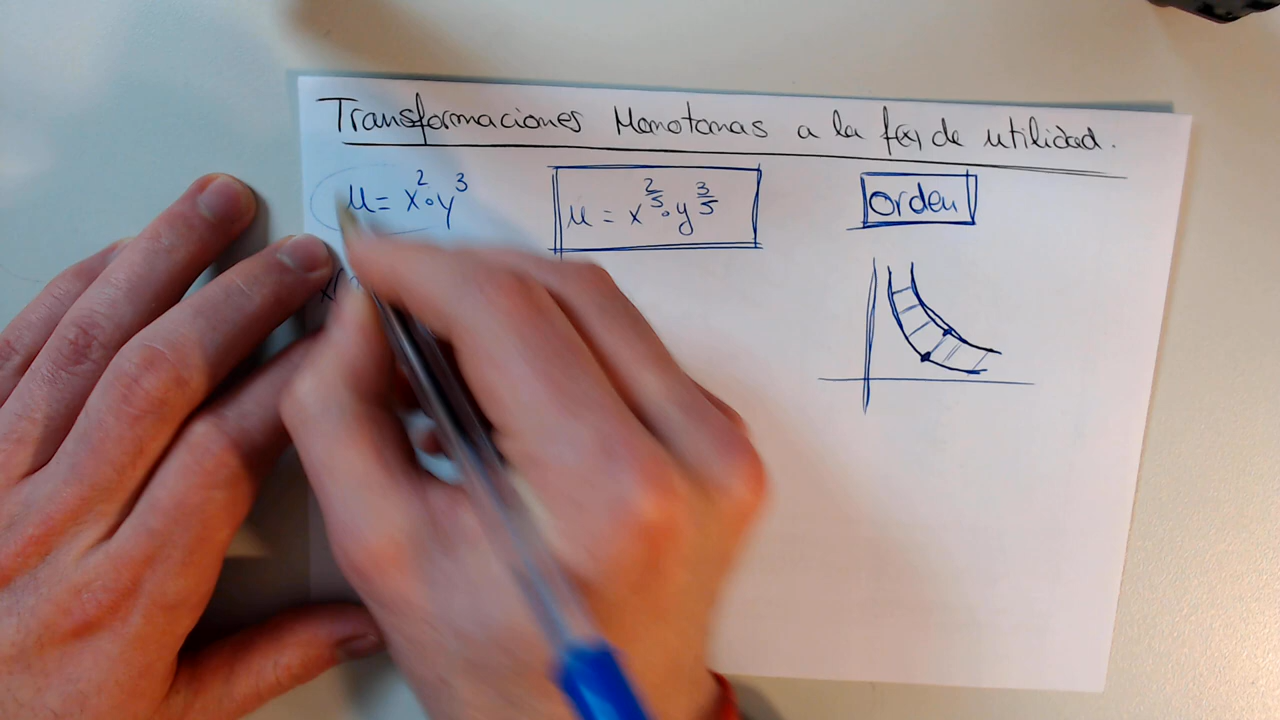 Transformaciones Monotonas a la f(x) de utilidad.
u = x²∘y³
u = x^(2/5)∘y^(3/5)
orden